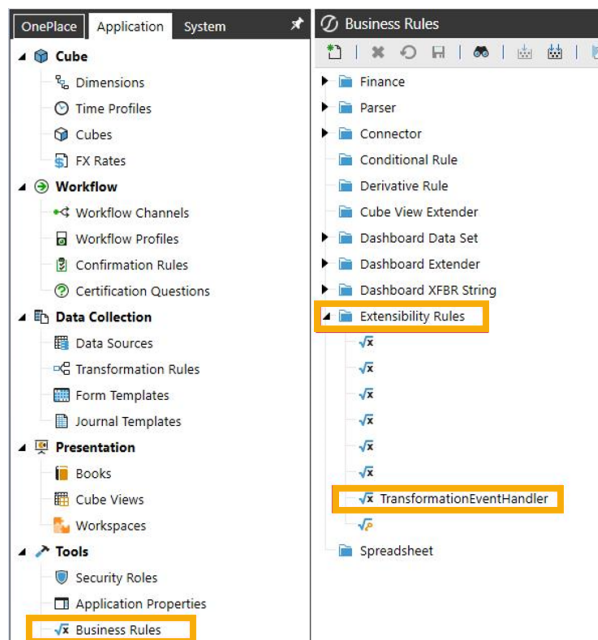 OnePlace Application System
Cube
Dimensions
Time Profiles
Cubes
FX Rates
Workflow
Workflow Channels
Workflow Profiles
Confirmation Rules
Certification Questions
Data Collection
Data Sources
Transformation Rules
Form Templates
Journal Templates
Presentation
Books
Cube Views
Workspaces
Tools
Security Roles
Application Properties
Business Rules
Business Rules
Finance
Parser
Connector
Conditional Rule
Derivative Rule
Cube View Extender
Dashboard Data Set
Dashboard Extender
Dashboard XFBR String
Extensibility Rules
TransformationEventHandler
Spreadsheet